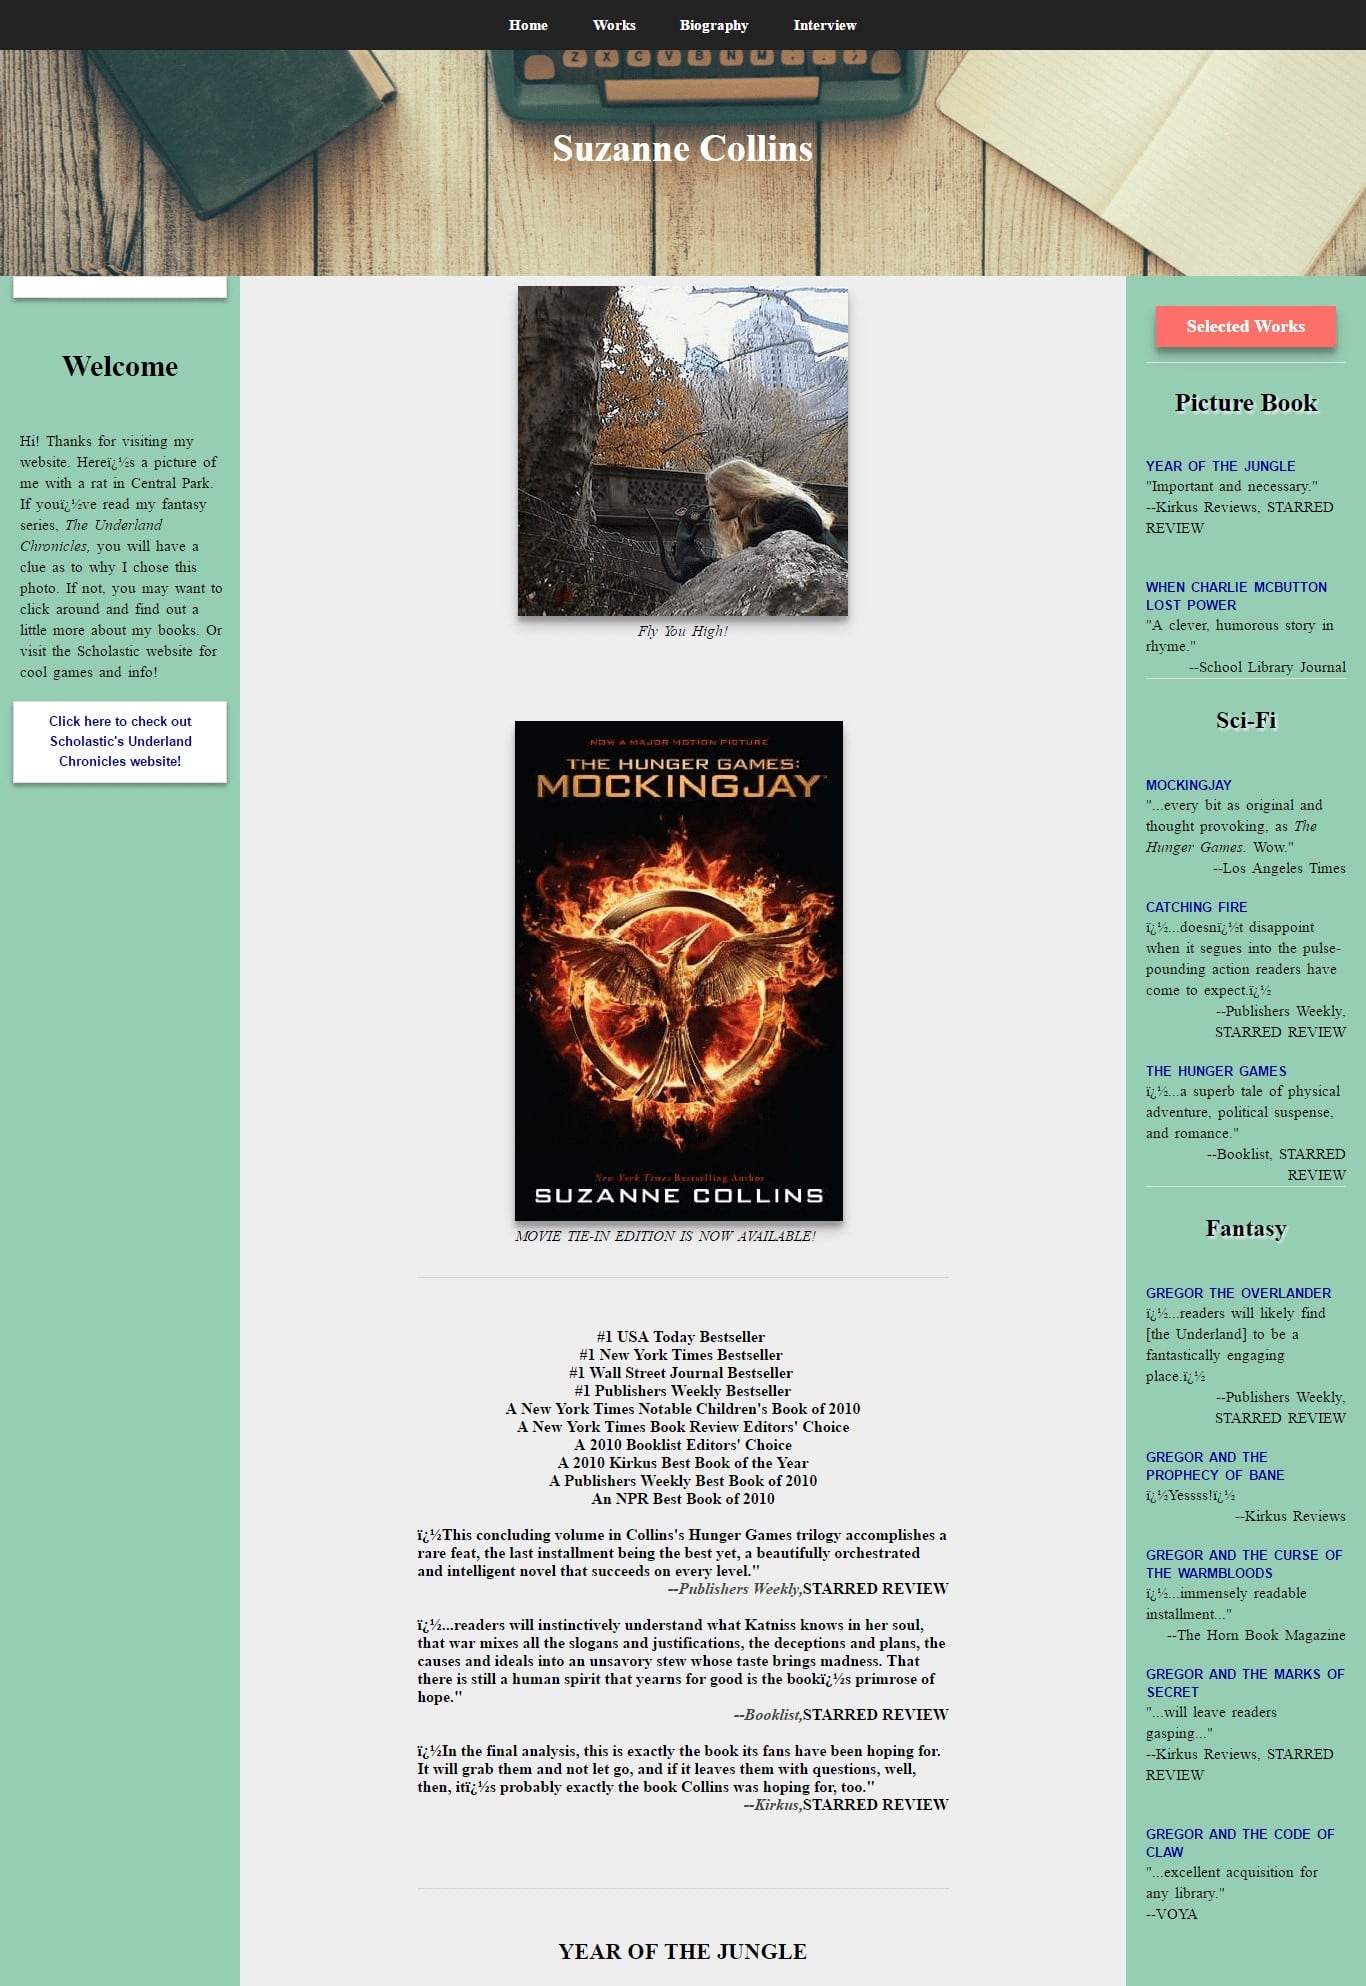 Home Works Biography Interview
Z X C V B N M , . /
Suzanne Collins
Welcome
Hi! Thanks for visiting my
website. Hereï¿½s a picture of
me with a rat in Central Park.
If youï¿½ve read my fantasy
series, The Underland
Chronicles, you will have a
clue as to why I chose this
photo. If not, you may want to
click around and find out a
little more about my books. Or
visit the Scholastic website for
cool games and info!
Click here to check out
Scholastic's Underland
Chronicles website!
Fly You High!
NOW A MAJOR MOTION PICTURE
THE HUNGER GAMES:
MOCKINGJAY™
New York Times Bestselling Author
SUZANNE COLLINS
MOVIE TIE-IN EDITION IS NOW AVAILABLE!
#1 USA Today Bestseller
#1 New York Times Bestseller
#1 Wall Street Journal Bestseller
#1 Publishers Weekly Bestseller
A New York Times Notable Children's Book of 2010
A New York Times Book Review Editors' Choice
A 2010 Booklist Editors' Choice
A 2010 Kirkus Best Book of the Year
A Publishers Weekly Best Book of 2010
An NPR Best Book of 2010
ï¿½This concluding volume in Collins's Hunger Games trilogy accomplishes a
rare feat, the last installment being the best yet, a beautifully orchestrated
and intelligent novel that succeeds on every level."
--Publishers Weekly,STARRED REVIEW
ï¿½...readers will instinctively understand what Katniss knows in her soul,
that war mixes all the slogans and justifications, the deceptions and plans, the
causes and ideals into an unsavory stew whose taste brings madness. That
there is still a human spirit that yearns for good is the bookï¿½s primrose of
hope."
--Booklist,STARRED REVIEW
ï¿½In the final analysis, this is exactly the book its fans have been hoping for.
It will grab them and not let go, and if it leaves them with questions, well,
then, itï¿½s probably exactly the book Collins was hoping for, too."
--Kirkus,STARRED REVIEW
YEAR OF THE JUNGLE
Selected Works
Picture Book
YEAR OF THE JUNGLE
"Important and necessary."
--Kirkus Reviews, STARRED
REVIEW
WHEN CHARLIE MCBUTTON
LOST POWER
"A clever, humorous story in
rhyme."
--School Library Journal
Sci-Fi
MOCKINGJAY
"...every bit as original and
thought provoking, as The
Hunger Games. Wow."
--Los Angeles Times
CATCHING FIRE
ï¿½...doesnï¿½t disappoint
when it segues into the pulse-
pounding action readers have
come to expect.ï¿½
--Publishers Weekly,
STARRED REVIEW
THE HUNGER GAMES
ï¿½...a superb tale of physical
adventure, political suspense,
and romance."
--Booklist, STARRED
REVIEW
Fantasy
GREGOR THE OVERLANDER
ï¿½...readers will likely find
[the Underland] to be a
fantastically engaging
place.ï¿½
--Publishers Weekly,
STARRED REVIEW
GREGOR AND THE
PROPHECY OF BANE
ï¿½Yessss!ï¿½
--Kirkus Reviews
GREGOR AND THE CURSE OF
THE WARMBLOODS
ï¿½...immensely readable
installment..."
--The Horn Book Magazine
GREGOR AND THE MARKS OF
SECRET
"...will leave readers
gasping..."
--Kirkus Reviews, STARRED
REVIEW
GREGOR AND THE CODE OF
CLAW
"...excellent acquisition for
any library."
--VOYA